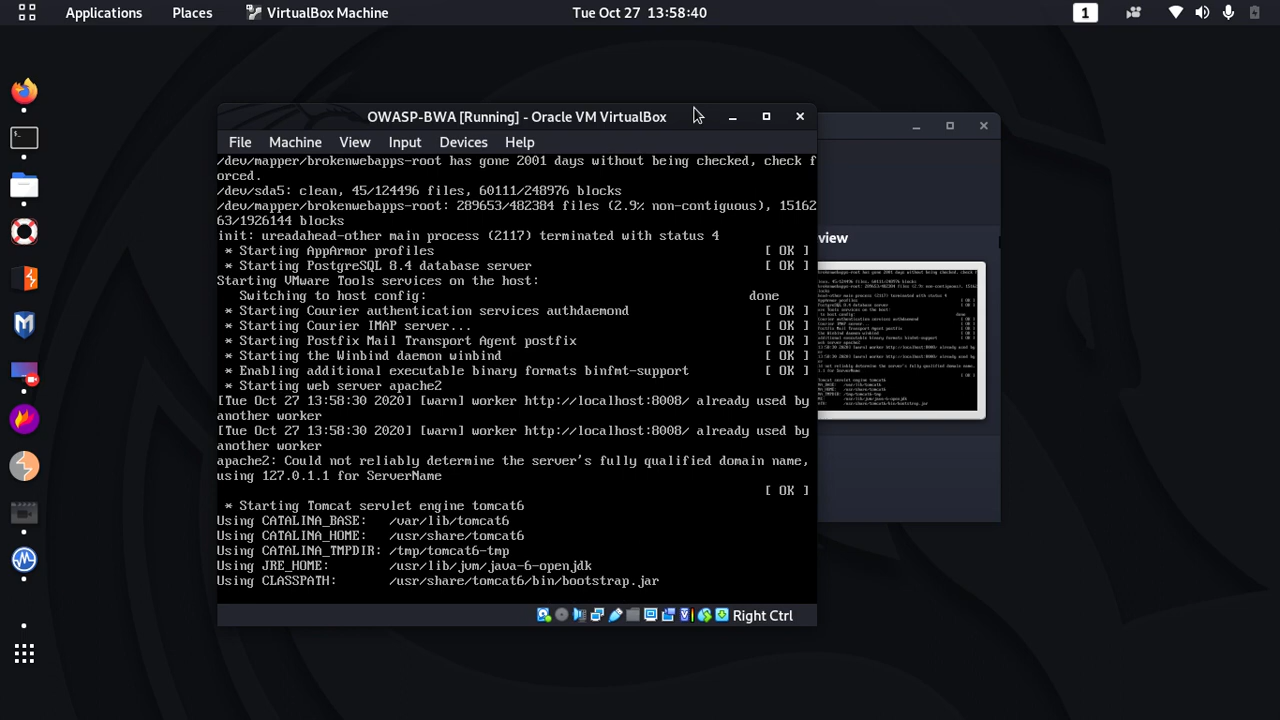 Applications Places VirtualBox Machine Tue Oct 27 13:58:40 1
OWASP-BWA [Running] - Oracle VM VirtualBox
File Machine View Input Devices Help
/dev/mapper/brokenwebapps-root has gone 2001 days without being checked, check f
orced.
/dev/sda5: clean, 45/124496 files, 60111/248976 blocks
/dev/mapper/brokenwebapps-root: 289653/482384 files (2.9% non-contiguous), 15162
63/1926144 blocks
init: ureadahead-other main process (2117) terminated with status 4
* Starting AppArmor profiles [ OK ]
* Starting PostgreSQL 8.4 database server [ OK ]
Starting VMware Tools services on the host:
Switching to host config: done
* Starting Courier authentication services authdaemond [ OK ]
* Starting Courier IMAP server... [ OK ]
* Starting Postfix Mail Transport Agent postfix [ OK ]
* Starting the Winbind daemon winbind [ OK ]
* Enabling additional executable binary formats binfmt-support [ OK ]
* Starting web server apache2
[Tue Oct 27 13:58:30 2020] [warn] worker http://localhost:8008/ already used by
another worker
[Tue Oct 27 13:58:30 2020] [warn] worker http://localhost:8008/ already used by
another worker
apache2: Could not reliably determine the server's fully qualified domain name,
using 127.0.1.1 for ServerName
[ OK ]
* Starting Tomcat servlet engine tomcat6
Using CATALINA_BASE: /var/lib/tomcat6
Using CATALINA_HOME: /usr/share/tomcat6
Using CATALINA_TMPDIR: /tmp/tomcat6-tmp
Using JRE_HOME: /usr/lib/jvm/java-6-openjdk
Using CLASSPATH: /usr/share/tomcat6/bin/bootstrap.jar
Right Ctrl
view